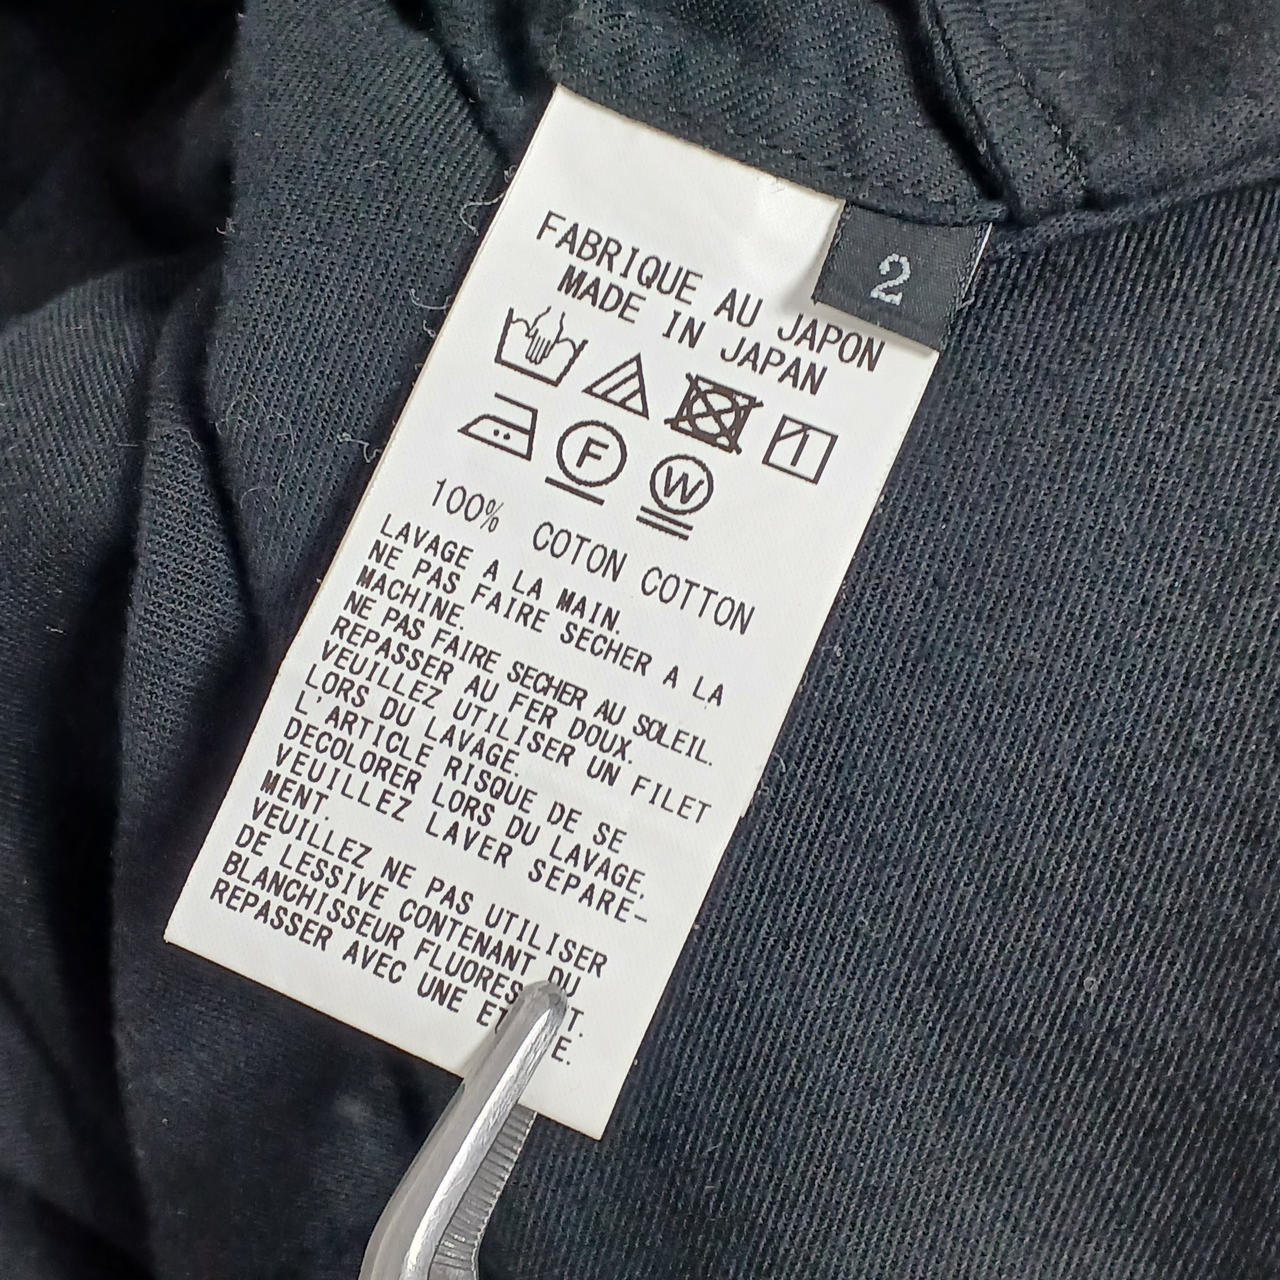 2
FABRIQUE AU JAPON
MADE IN JAPAN
F
W
100% COTON COTTON
LAVAGE A LA MAIN.
NE PAS FAIRE SECHER A LA
MACHINE.
NE PAS FAIRE SECHER AU SOLEIL.
REPASSER AU FER DOUX.
VEUILLEZ UTILISER UN FILET
LORS DU LAVAGE.
L'ARTICLE RISQUE DE SE
DECOLORER LORS DU LAVAGE.
VEUILLEZ LAVER SEPARE-
MENT.
VEUILLEZ NE PAS UTILISER
DE LESSIVE CONTENANT DU
BLANCHISSEUR
REPASSER AVEC UNE